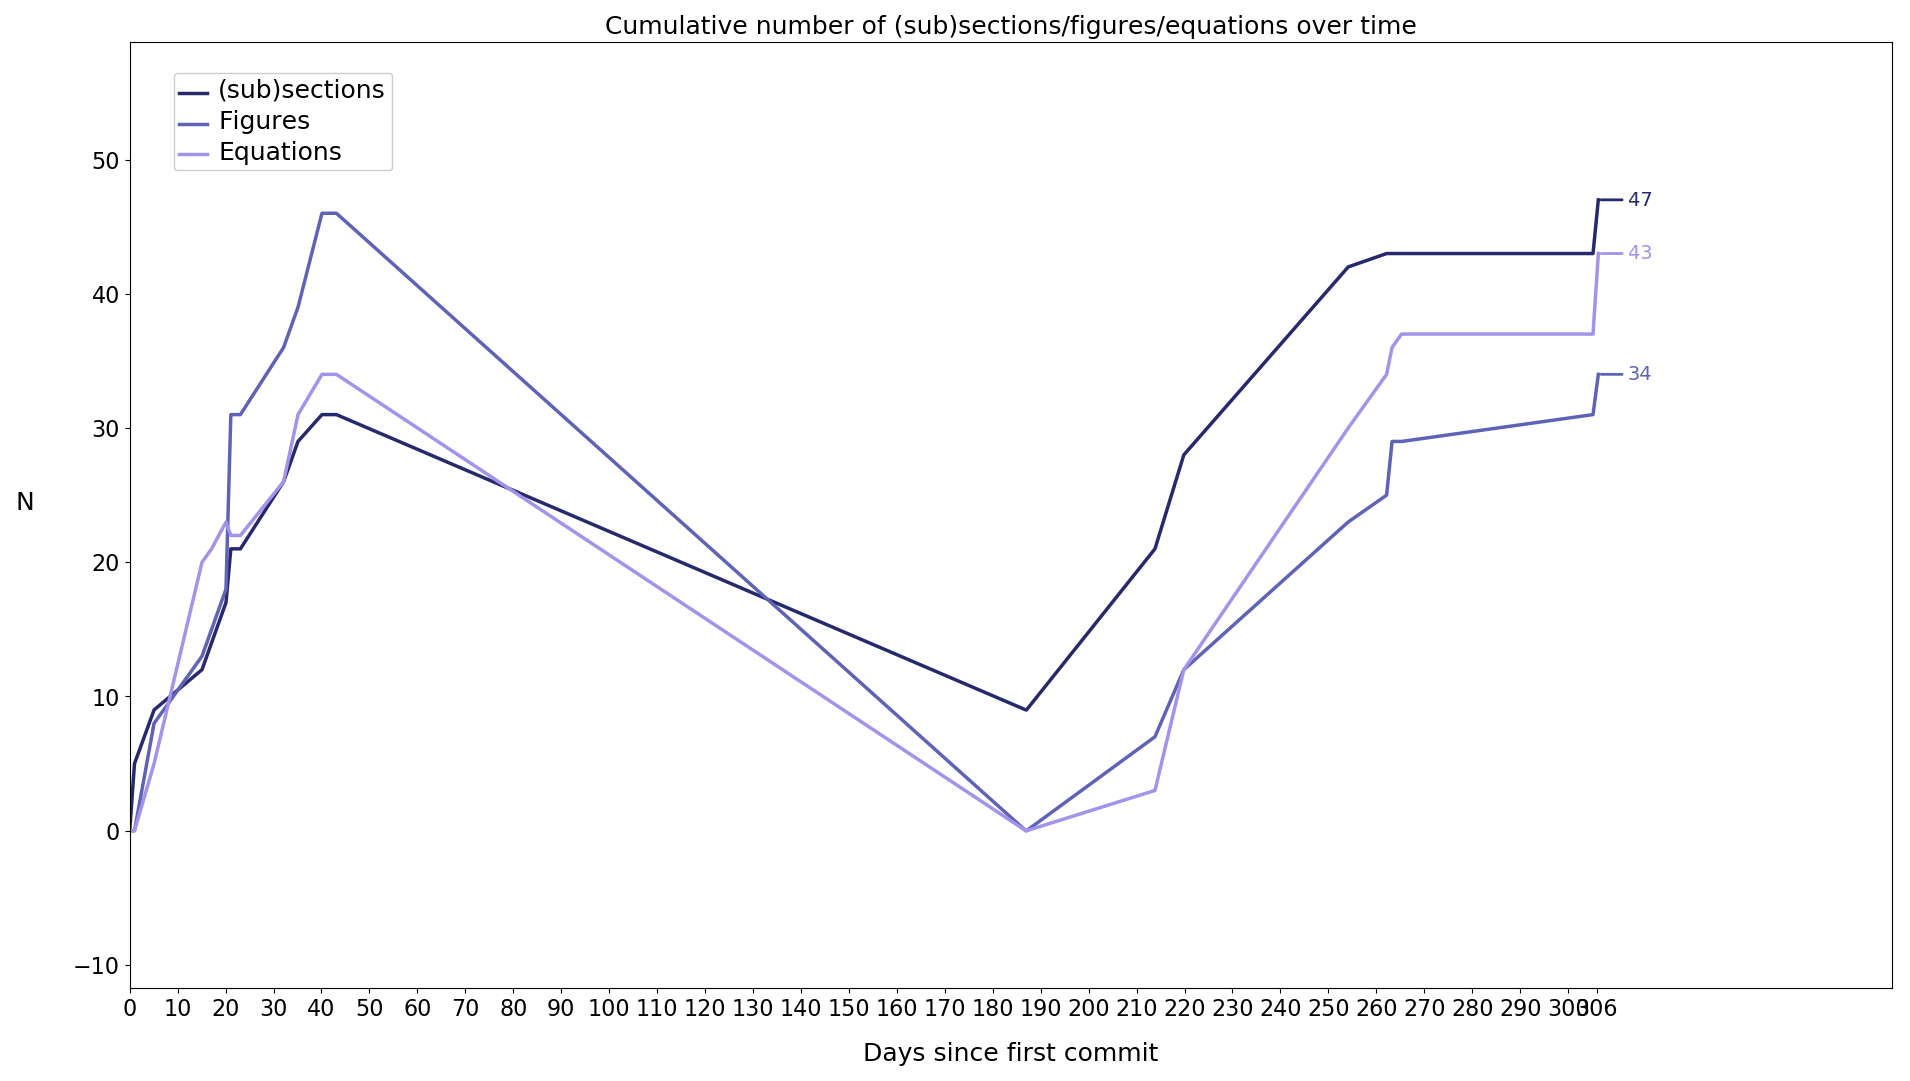 Cumulative number of (sub)sections/figures/equations over time
(sub)sections
Figures
Equations
50
40
30
20
10
0
−10
N
47
43
34
0 10 20 30 40 50 60 70 80 90 100 110 120 130 140 150 160 170 180 190 200 210 220 230 240 250 260 270 280 290 300 306
Days since first commit